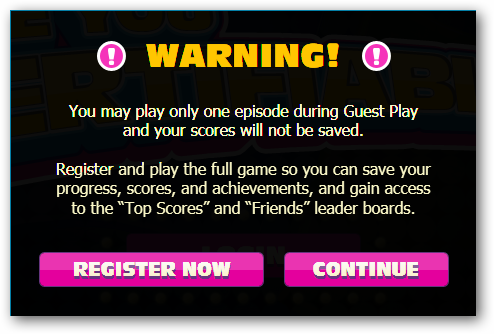 WARNING!
You may play only one episode during Guest Play
and your scores will not be saved.
Register and play the full game so you can save your
progress, scores, and achievements, and gain access
to the “Top Scores” and “Friends” leader boards.
LOGIN
REGISTER NOW
CONTINUE